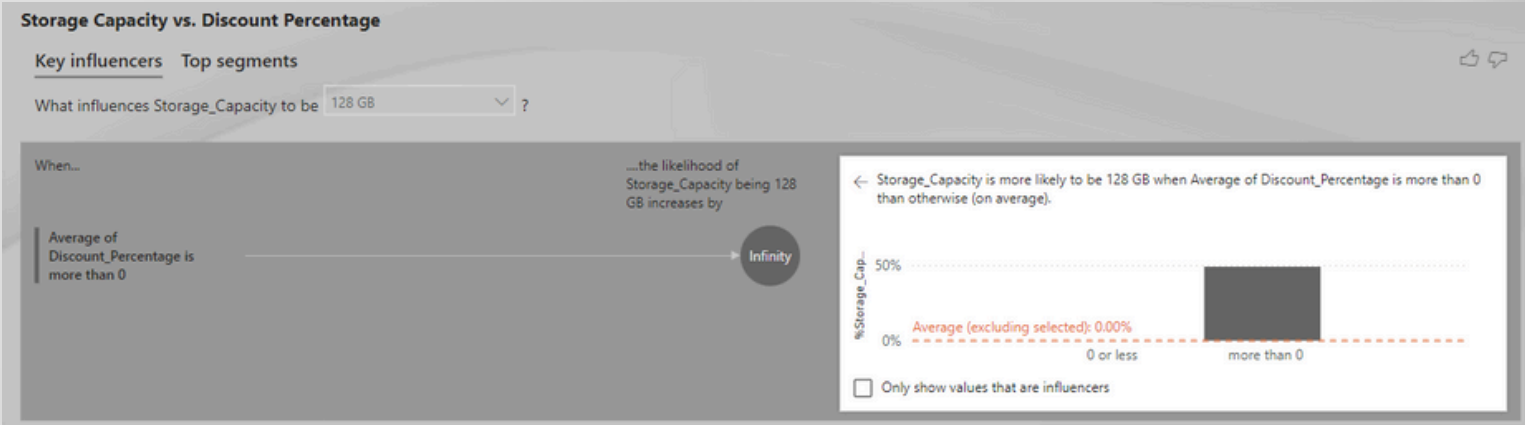 Storage Capacity vs. Discount Percentage
Key influencers Top segments
What influences Storage_Capacity to be 128 GB ?
When...
....the likelihood of
Storage_Capacity being 128
GB increases by
Average of
Discount_Percentage is
more than 0
Infinity
Storage_Capacity is more likely to be 128 GB when Average of Discount_Percentage is more than 0
than otherwise (on average).
%Storage_Cap...
50%
Average (excluding selected): 0.00%
0%
0 or less more than 0
Only show values that are influencers